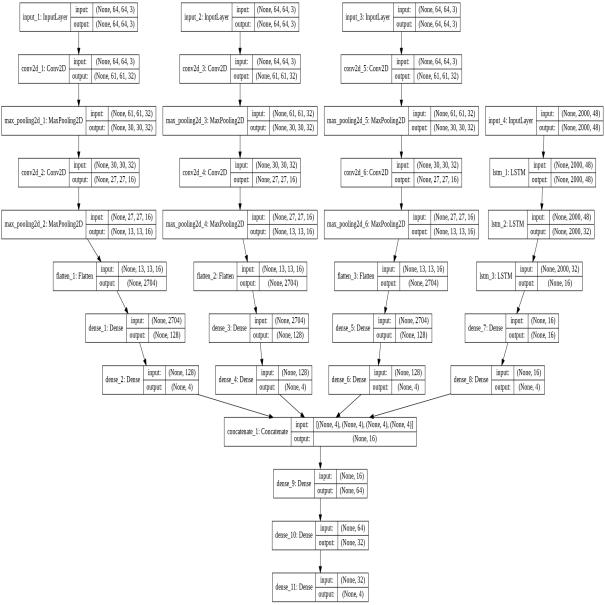 input_1: InputLayer input: (None, 64, 64, 3) output: (None, 64, 64, 3)
input_2: InputLayer input: (None, 64, 64, 3) output: (None, 64, 64, 3)
input_3: InputLayer input: (None, 64, 64, 3) output: (None, 64, 64, 3)
conv2d_1: Conv2D input: (None, 64, 64, 3) output: (None, 61, 61, 32)
conv2d_3: Conv2D input: (None, 64, 64, 3) output: (None, 61, 61, 32)
conv2d_5: Conv2D input: (None, 64, 64, 3) output: (None, 61, 61, 32)
max_pooling2d_1: MaxPooling2D input: (None, 61, 61, 32) output: (None, 30, 30, 32)
max_pooling2d_3: MaxPooling2D input: (None, 61, 61, 32) output: (None, 30, 30, 32)
max_pooling2d_5: MaxPooling2D input: (None, 61, 61, 32) output: (None, 30, 30, 32)
input_4: InputLayer input: (None, 2000, 48) output: (None, 2000, 48)
conv2d_2: Conv2D input: (None, 30, 30, 32) output: (None, 27, 27, 16)
conv2d_4: Conv2D input: (None, 30, 30, 32) output: (None, 27, 27, 16)
conv2d_6: Conv2D input: (None, 30, 30, 32) output: (None, 27, 27, 16)
lstm_1: LSTM input: (None, 2000, 48) output: (None, 2000, 48)
max_pooling2d_2: MaxPooling2D input: (None, 27, 27, 16) output: (None, 13, 13, 16)
max_pooling2d_4: MaxPooling2D input: (None, 27, 27, 16) output: (None, 13, 13, 16)
max_pooling2d_6: MaxPooling2D input: (None, 27, 27, 16) output: (None, 13, 13, 16)
lstm_2: LSTM input: (None, 2000, 48) output: (None, 2000, 32)
flatten_1: Flatten input: (None, 13, 13, 16) output: (None, 2704)
flatten_2: Flatten input: (None, 13, 13, 16) output: (None, 2704)
flatten_3: Flatten input: (None, 13, 13, 16) output: (None, 2704)
lstm_3: LSTM input: (None, 2000, 32) output: (None, 16)
dense_1: Dense input: (None, 2704) output: (None, 128)
dense_3: Dense input: (None, 2704) output: (None, 128)
dense_5: Dense input: (None, 2704) output: (None, 128)
dense_7: Dense input: (None, 16) output: (None, 16)
dense_2: Dense input: (None, 128) output: (None, 4)
dense_4: Dense input: (None, 128) output: (None, 4)
dense_6: Dense input: (None, 128) output: (None, 4)
dense_8: Dense input: (None, 16) output: (None, 4)
concatenate_1: Concatenate input: [(None, 4), (None, 4), (None, 4), (None, 4)] output: (None, 16)
dense_9: Dense input: (None, 16) output: (None, 64)
dense_10: Dense input: (None, 64) output: (None, 32)
dense_11: Dense input: (None, 32) output: (None, 4)